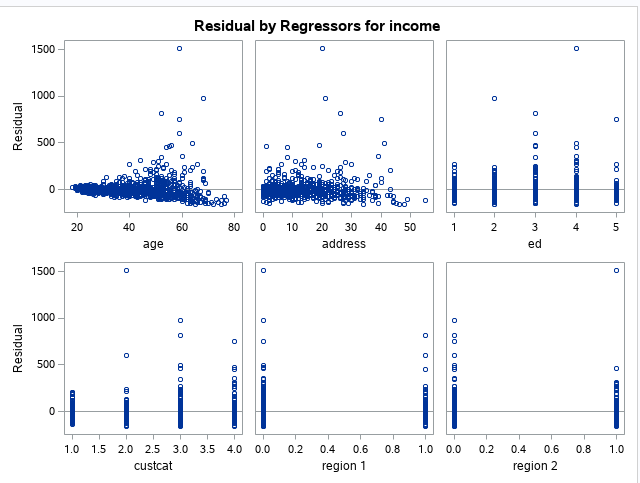 Residual by Regressors for income
1500
1000
500
0
Residual
20 40 60 80
age
0 10 20 30 40 50
address
1 2 3 4 5
ed
1500
1000
500
0
Residual
1.0 1.5 2.0 2.5 3.0 3.5 4.0
custcat
0.0 0.2 0.4 0.6 0.8 1.0
region 1
0.0 0.2 0.4 0.6 0.8 1.0
region 2